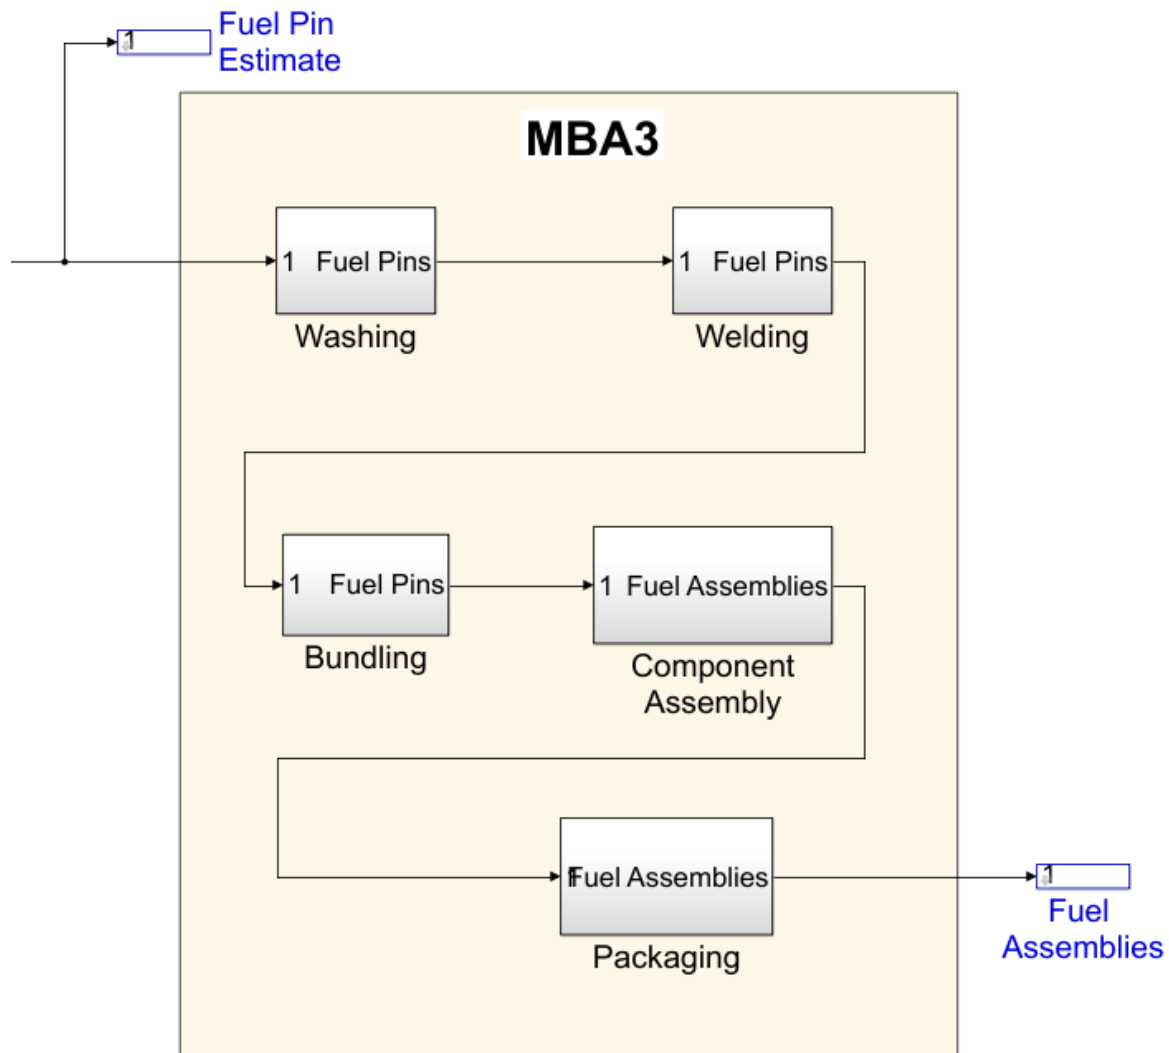 1
Fuel Pin
Estimate
MBA3
1 Fuel Pins
Washing
1 Fuel Pins
Welding
1 Fuel Pins
Bundling
1 Fuel Assemblies
Component
Assembly
1 Fuel Assemblies
Packaging
1
Fuel
Assemblies